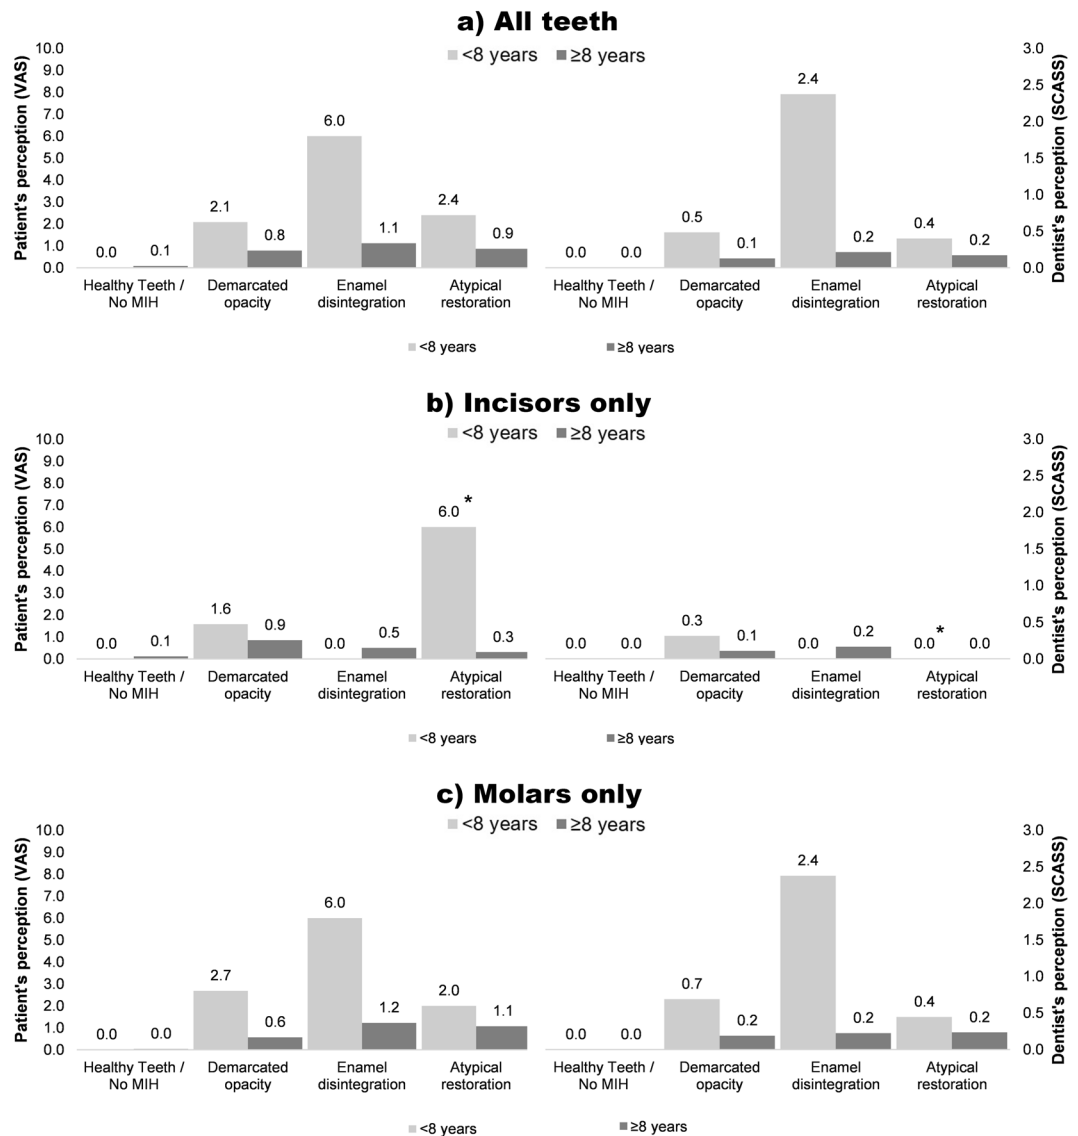 a) All teeth
<8 years ≥8 years
Patient's perception (VAS)
10.0
9.0
8.0
7.0
6.0
5.0
4.0
3.0
2.0
1.0
0.0
0.0 0.1 2.1 0.8 6.0 1.1 2.4 0.9 0.0 0.0 0.5 0.1 2.4 0.2 0.4 0.2
Healthy Teeth / Demarcated Enamel Atypical Healthy Teeth / Demarcated Enamel Atypical
No MIH opacity disintegration restoration No MIH opacity disintegration restoration
3.0
2.5
2.0
1.5
1.0
0.5
0.0
Dentist's perception (SCASS)
<8 years ≥8 years
b) Incisors only
<8 years ≥8 years
Patient's perception (VAS)
10.0
9.0
8.0
7.0
6.0
5.0
4.0
3.0
2.0
1.0
0.0
0.0 0.1 1.6 0.9 0.0 0.5 6.0 * 0.3 0.0 0.0 0.3 0.1 0.0 0.2 0.0 * 0.0
Healthy Teeth / Demarcated Enamel Atypical Healthy Teeth / Demarcated Enamel Atypical
No MIH opacity disintegration restoration No MIH opacity disintegration restoration
3.0
2.5
2.0
1.5
1.0
0.5
0.0
Dentist's perception (SCASS)
<8 years ≥8 years
c) Molars only
<8 years ≥8 years
Patient's perception (VAS)
10.0
9.0
8.0
7.0
6.0
5.0
4.0
3.0
2.0
1.0
0.0
0.0 0.0 2.7 0.6 6.0 1.2 2.0 1.1 0.0 0.0 0.7 0.2 2.4 0.2 0.4 0.2
Healthy Teeth / Demarcated Enamel Atypical Healthy Teeth / Demarcated Enamel Atypical
No MIH opacity disintegration restoration No MIH opacity disintegration restoration
3.0
2.5
2.0
1.5
1.0
0.5
0.0
Dentist's perception (SCASS)
<8 years ≥8 years